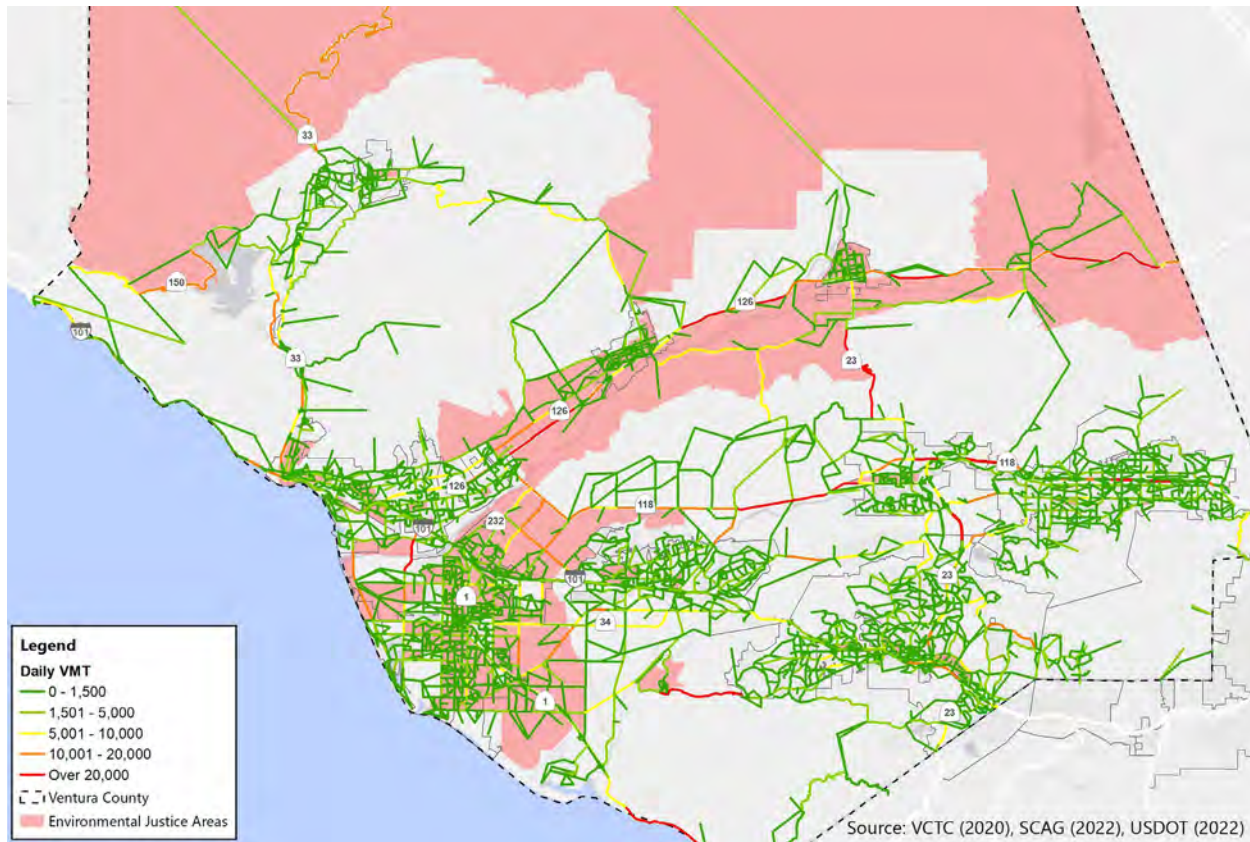 33
150
101
33
126
126
23
126
118
118
101
232
101
1
34
23
1
23
Legend
Daily VMT
0 - 1,500
1,501 - 5,000
5,001 - 10,000
10,001 - 20,000
Over 20,000
Ventura County
Environmental Justice Areas
Source: VCTC (2020), SCAG (2022), USDOT (2022)